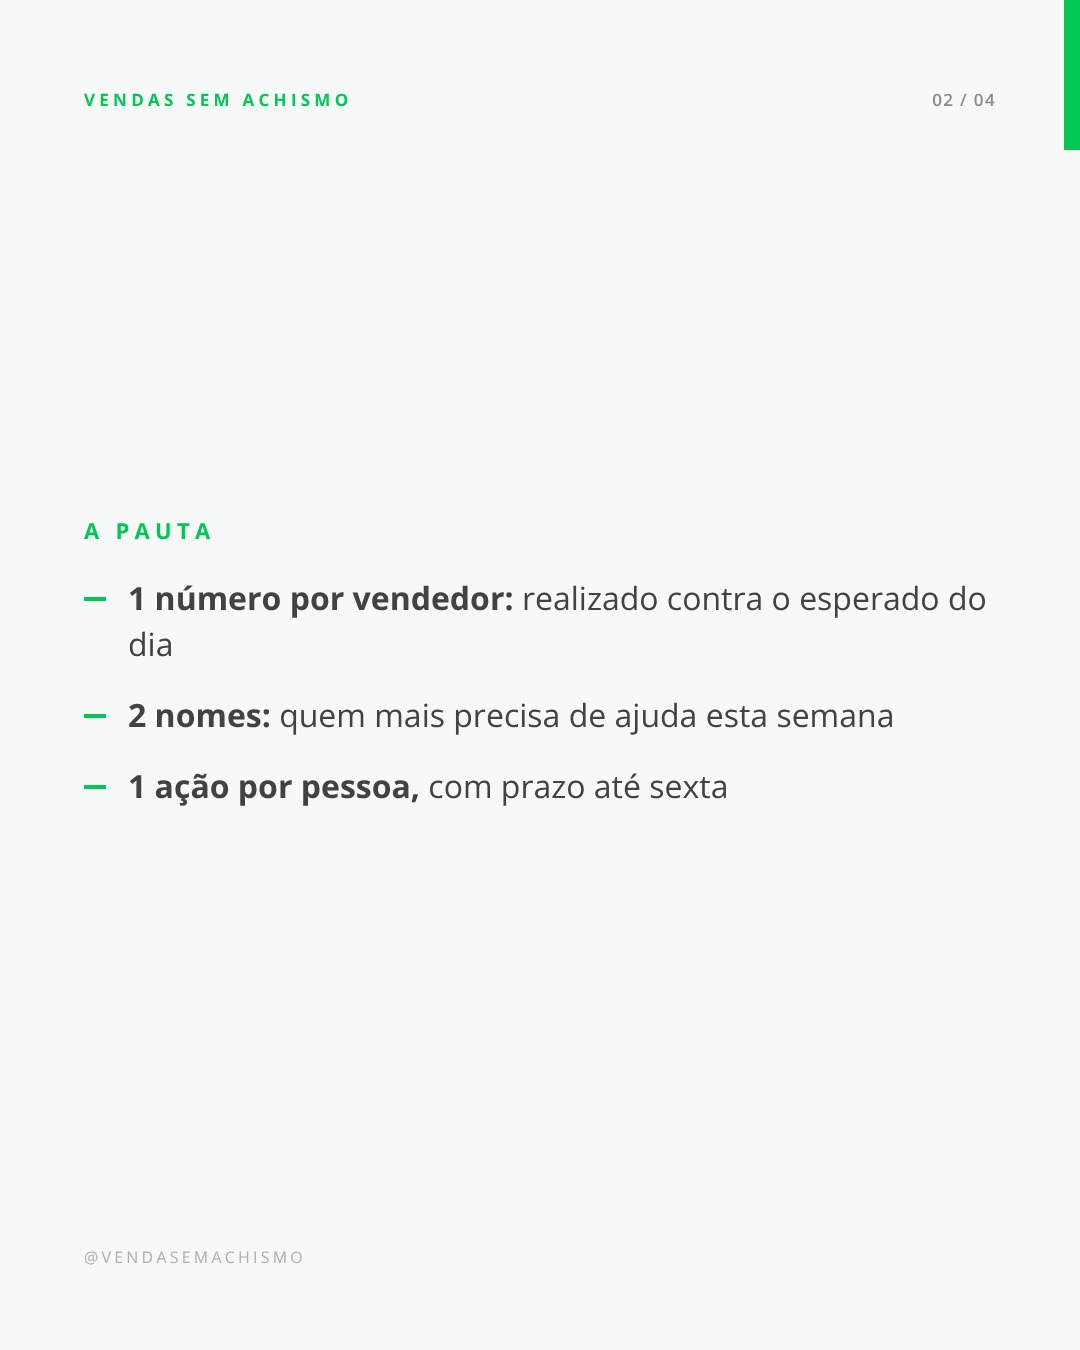 VENDAS SEM ACHISMO
02 / 04
A PAUTA
1 número por vendedor: realizado contra o esperado do
dia
2 nomes: quem mais precisa de ajuda esta semana
1 ação por pessoa, com prazo até sexta
@VENDASEMACHISMO